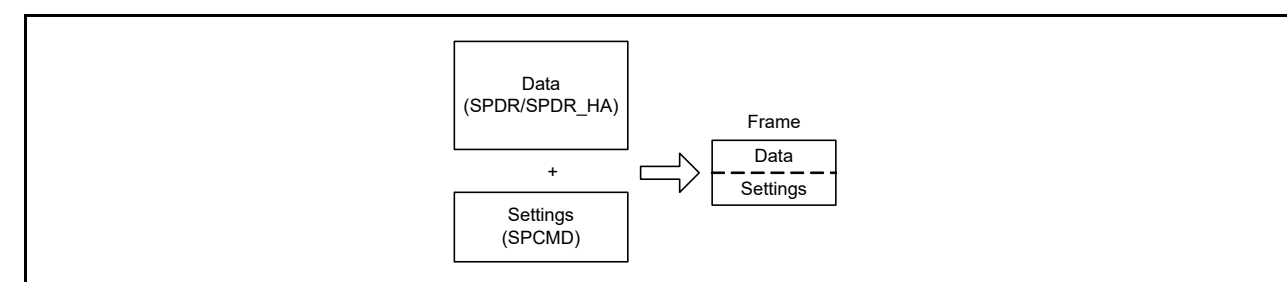 Data
(SPDR/SPDR_HA)
+
Settings
(SPCMD)
Frame
Data
Settings